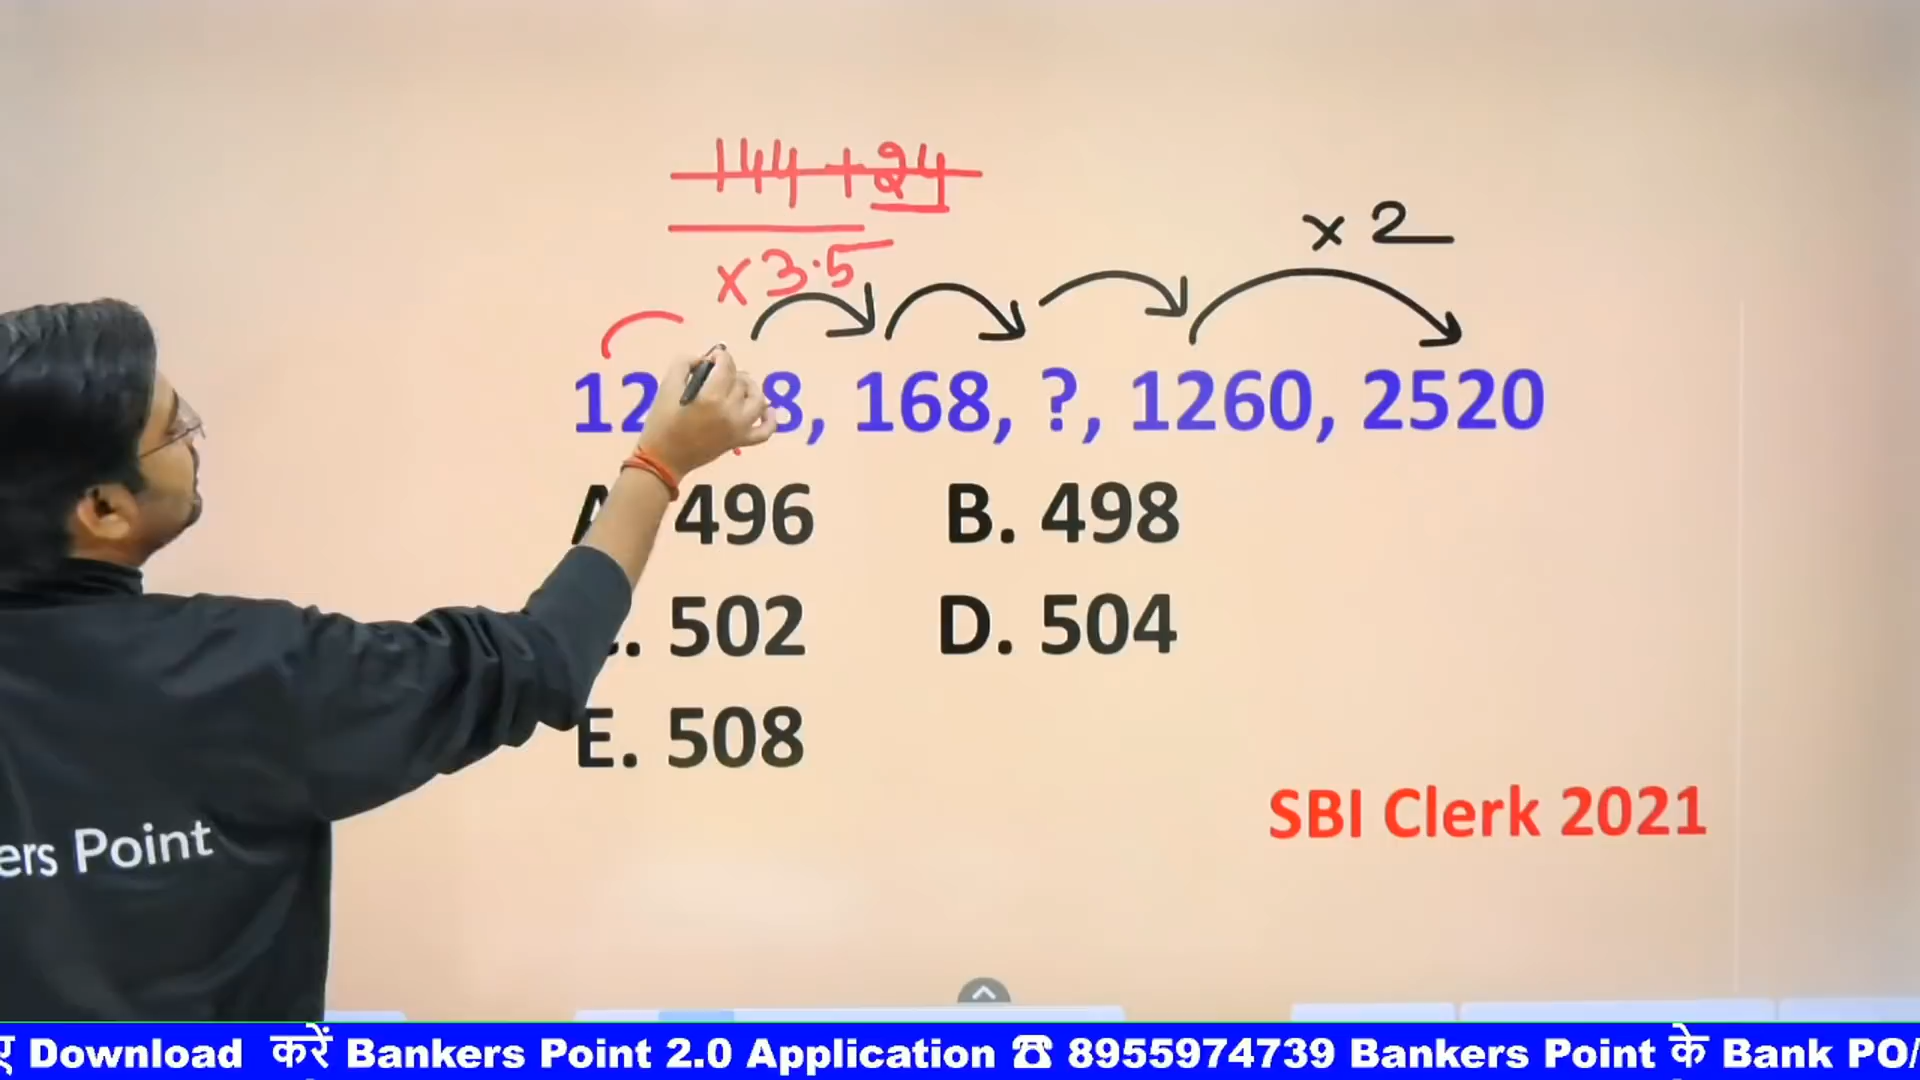 144 + 24
x 3.5
x 2
12 8, 168, ?, 1260, 2520
496 B. 498
. 502 D. 504
E. 508
SBI Clerk 2021
ers Point
Download करें Bankers Point 2.0 Application ☎ 8955974739 Bankers Point के Bank PO/